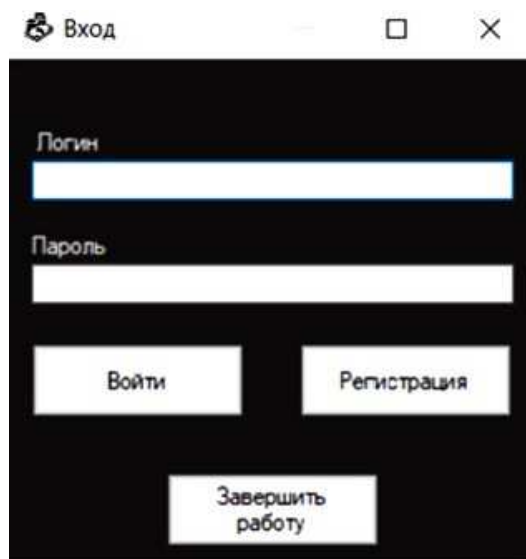 Вход
Логин
Пароль
Войти
Регистрация
Завершить
работу